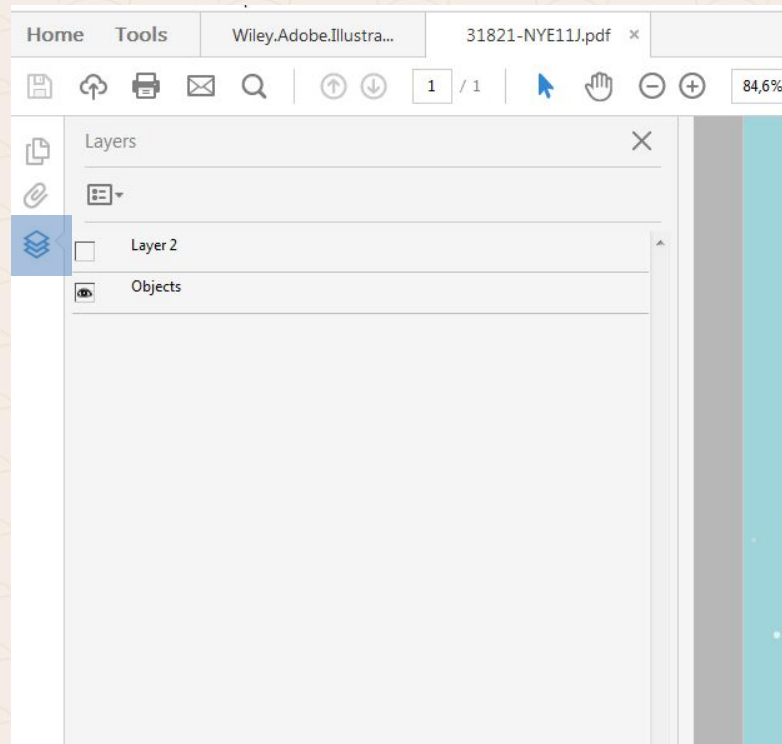 Home Tools Wiley.Adobe.Illustra... 31821-NYE11J.pdf ×
1 / 1 84,6%
Layers
Layer 2
Objects